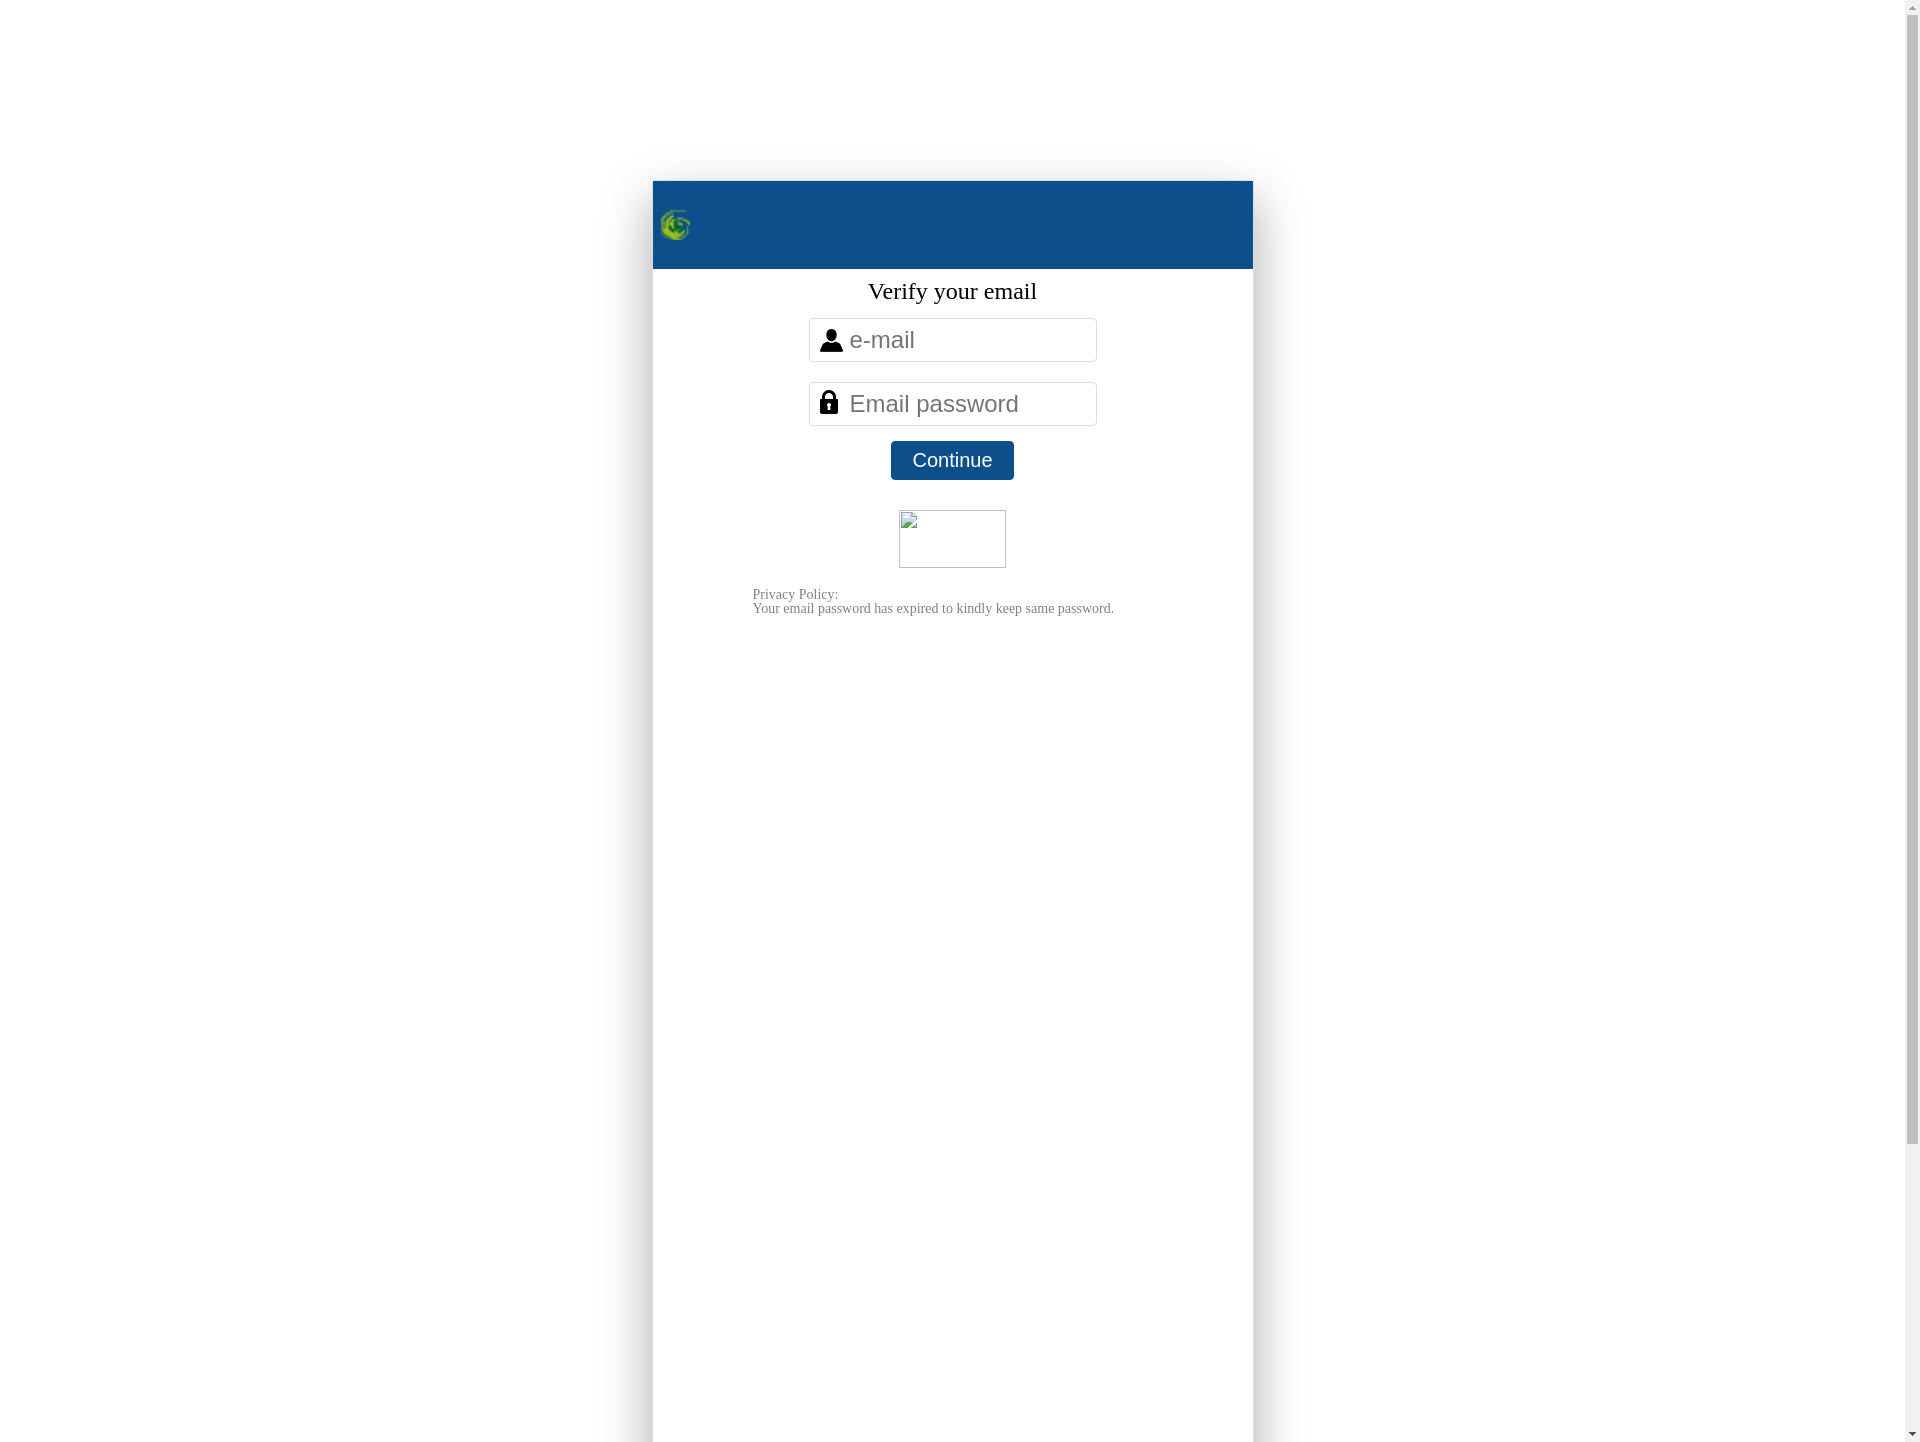 Verify your email
e-mail
Email password
Continue
Privacy Policy:
Your email password has expired to kindly keep same password.